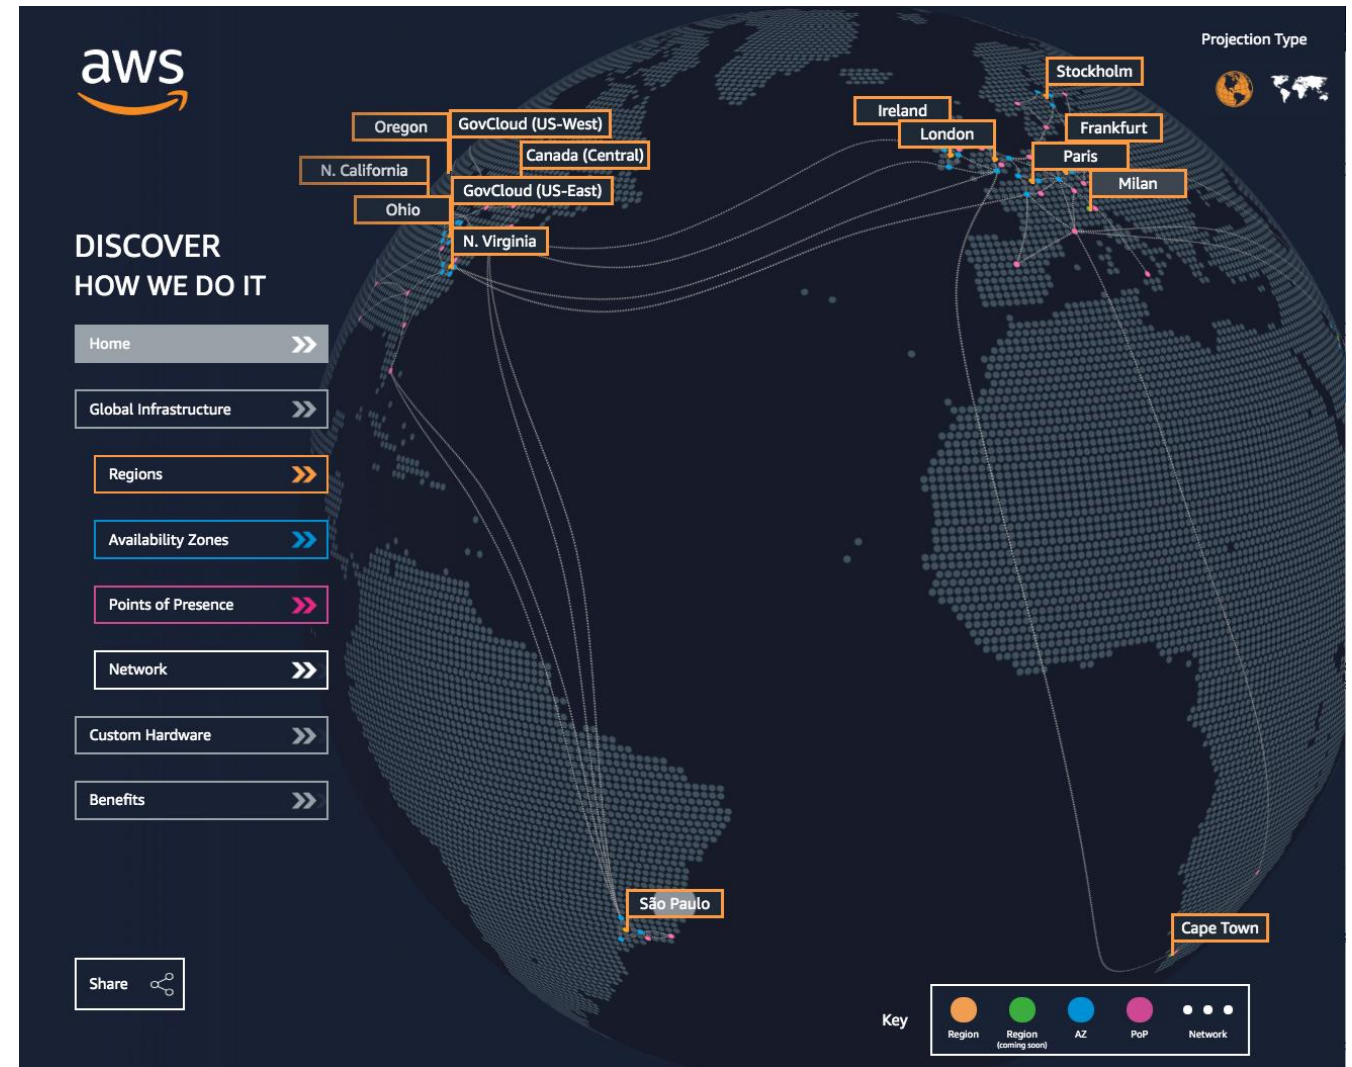 aws
Projection Type
Stockholm
Ireland
London
Frankfurt
Paris
Milan
Oregon
GovCloud (US-West)
Canada (Central)
N. California
GovCloud (US-East)
Ohio
N. Virginia
DISCOVER
HOW WE DO IT
Home
Global Infrastructure
Regions
Availability Zones
Points of Presence
Network
Custom Hardware
Benefits
São Paulo
Cape Town
Share
Key
Region
Region
(coming soon)
AZ
PoP
Network